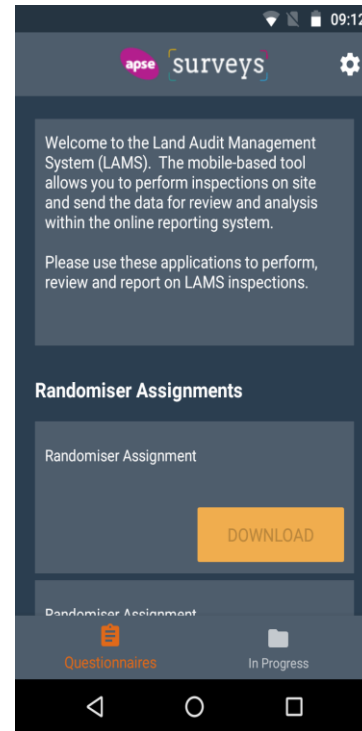 09:12
apse surveys
Welcome to the Land Audit Management
System (LAMS). The mobile-based tool
allows you to perform inspections on site
and send the data for review and analysis
within the online reporting system.
Please use these applications to perform,
review and report on LAMS inspections.
Randomiser Assignments
Randomiser Assignment
DOWNLOAD
Randomiser Assignment
Questionnaires
In Progress